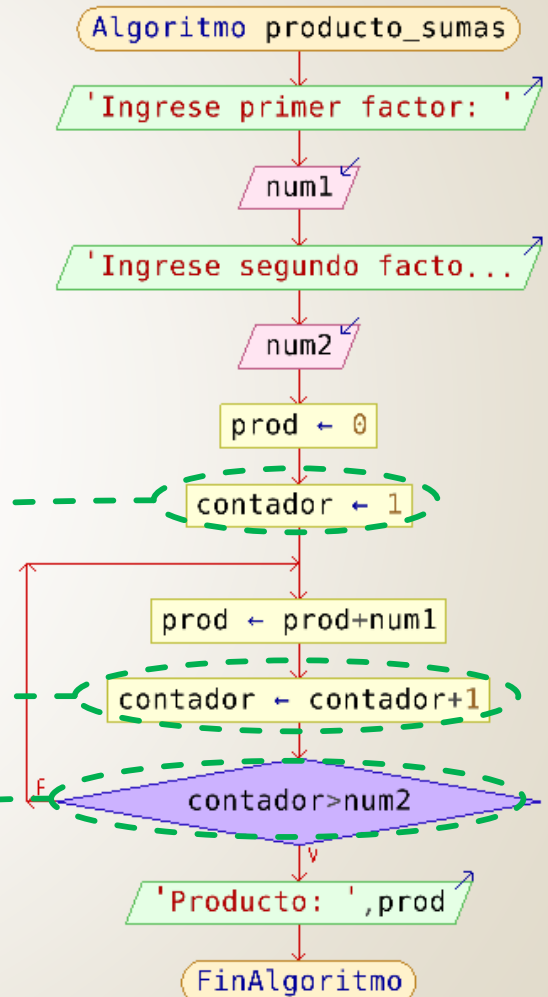 Algoritmo producto_sumas
'Ingrese primer factor: '
num1
'Ingrese segundo facto...
num2
prod ← 0
contador ← 1
prod ← prod+num1
contador ← contador+1
F
contador>num2
V
'Producto: ',prod
FinAlgoritmo